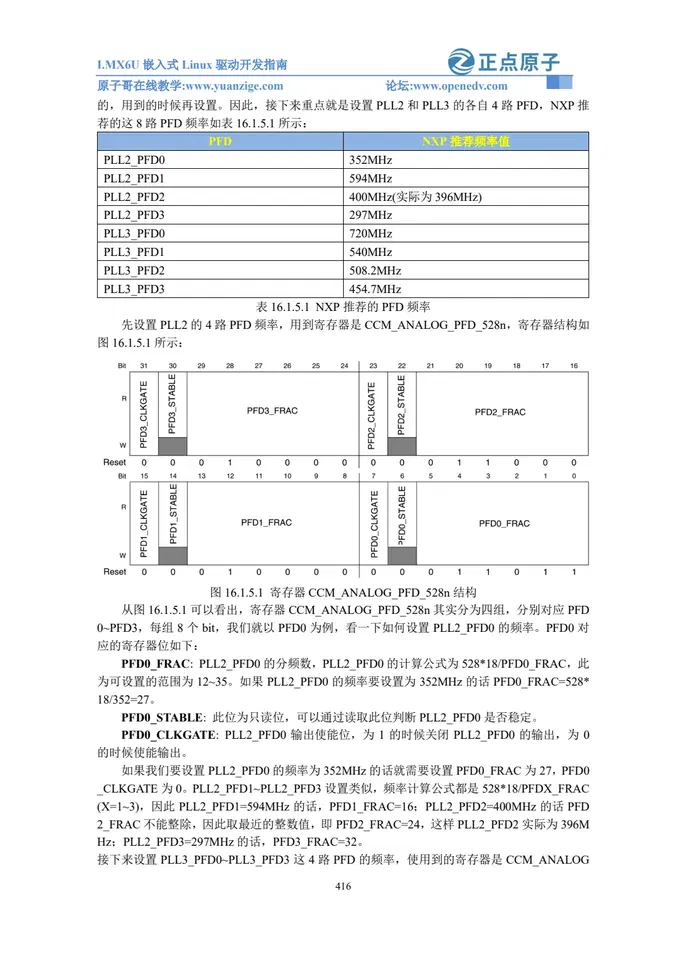 I.MX6U 嵌入式 Linux 驱动开发指南
正点原子
原子哥在线教学:www.yuanzige.com 论坛:www.openedv.com
的，用到的时候再设置。因此，接下来重点就是设置 PLL2 和 PLL3 的各自 4 路 PFD，NXP 推
荐的这 8 路 PFD 频率如表 16.1.5.1 所示：
PFD NXP 推荐频率值
PLL2_PFD0 352MHz
PLL2_PFD1 594MHz
PLL2_PFD2 400MHz(实际为 396MHz)
PLL2_PFD3 297MHz
PLL3_PFD0 720MHz
PLL3_PFD1 540MHz
PLL3_PFD2 508.2MHz
PLL3_PFD3 454.7MHz
表 16.1.5.1 NXP 推荐的 PFD 频率
先设置 PLL2 的 4 路 PFD 频率，用到寄存器是 CCM_ANALOG_PFD_528n，寄存器结构如
图 16.1.5.1 所示：
Bit 31 30 29 28 27 26 25 24 23 22 21 20 19 18 17 16
R
W
PFD3_CLKGATE
PFD3_STABLE
PFD3_FRAC
PFD2_CLKGATE
PFD2_STABLE
PFD2_FRAC
Reset 0 0 0 1 0 0 0 0 0 0 0 1 1 0 0 0
Bit 15 14 13 12 11 10 9 8 7 6 5 4 3 2 1 0
R
W
PFD1_CLKGATE
PFD1_STABLE
PFD1_FRAC
PFD0_CLKGATE
PFD0_STABLE
PFD0_FRAC
Reset 0 0 0 1 0 0 0 0 0 0 0 1 1 0 1 1
图 16.1.5.1 寄存器 CCM_ANALOG_PFD_528n 结构
从图 16.1.5.1 可以看出，寄存器 CCM_ANALOG_PFD_528n 其实分为四组，分别对应 PFD
0~PFD3，每组 8 个 bit，我们就以 PFD0 为例，看一下如何设置 PLL2_PFD0 的频率。PFD0 对
应的寄存器位如下：
PFD0_FRAC: PLL2_PFD0 的分频数，PLL2_PFD0 的计算公式为 528*18/PFD0_FRAC，此
为可设置的范围为 12~35。如果 PLL2_PFD0 的频率要设置为 352MHz 的话 PFD0_FRAC=528*
18/352=27。
PFD0_STABLE: 此位为只读位，可以通过读取此位判断 PLL2_PFD0 是否稳定。
PFD0_CLKGATE: PLL2_PFD0 输出使能位，为 1 的时候关闭 PLL2_PFD0 的输出，为 0
的时候使能输出。
如果我们要设置 PLL2_PFD0 的频率为 352MHz 的话就需要设置 PFD0_FRAC 为 27，PFD0
_CLKGATE 为 0。PLL2_PFD1~PLL2_PFD3 设置类似，频率计算公式都是 528*18/PFDX_FRAC
(X=1~3)，因此 PLL2_PFD1=594MHz 的话，PFD1_FRAC=16；PLL2_PFD2=400MHz 的话 PFD
2_FRAC 不能整除，因此取最近的整数值，即 PFD2_FRAC=24，这样 PLL2_PFD2 实际为 396M
Hz；PLL2_PFD3=297MHz 的话，PFD3_FRAC=32。
接下来设置 PLL3_PFD0~PLL3_PFD3 这 4 路 PFD 的频率，使用到的寄存器是 CCM_ANALOG
416